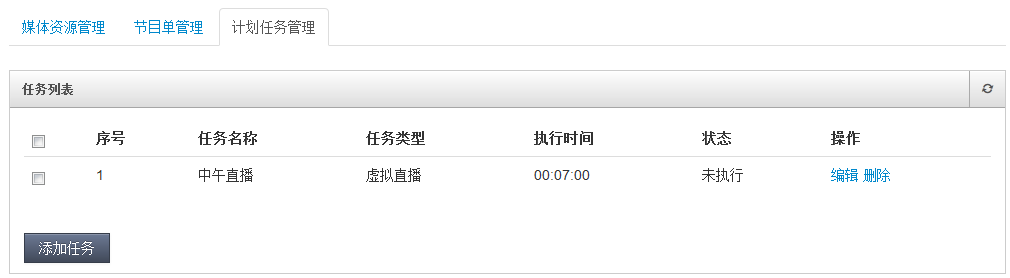 媒体资源管理 节目单管理 计划任务管理
任务列表
序号 任务名称 任务类型 执行时间 状态 操作
1 中午直播 虚拟直播 00:07:00 未执行 编辑 删除
添加任务